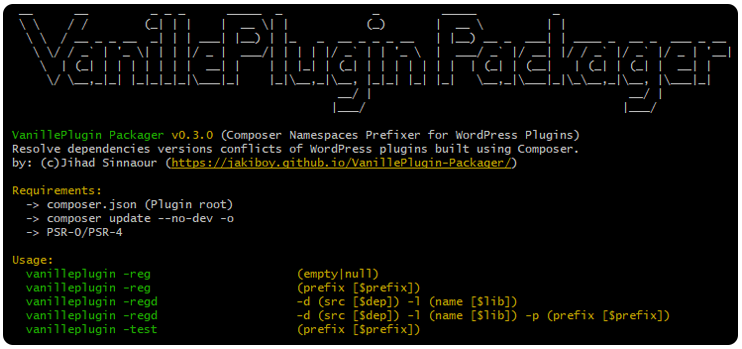 VanillePlugin Packager
VanillePlugin Packager v0.3.0 (Composer Namespaces Prefixer for WordPress Plugins)
Resolve dependencies versions conflicts of WordPress plugins built using Composer.
by: (c)Jihad Sinnaour (https://jakiboy.github.io/VanillePlugin-Packager/)
Requirements:
-> composer.json (Plugin root)
-> composer update --no-dev -o
-> PSR-0/PSR-4
Usage:
vanilleplugin -reg (empty|null)
vanilleplugin -reg (prefix [$prefix])
vanilleplugin -regd -d (src [$dep]) -l (name [$lib])
vanilleplugin -regd -d (src [$dep]) -l (name [$lib]) -p (prefix [$prefix])
vanilleplugin -test (prefix [$prefix])